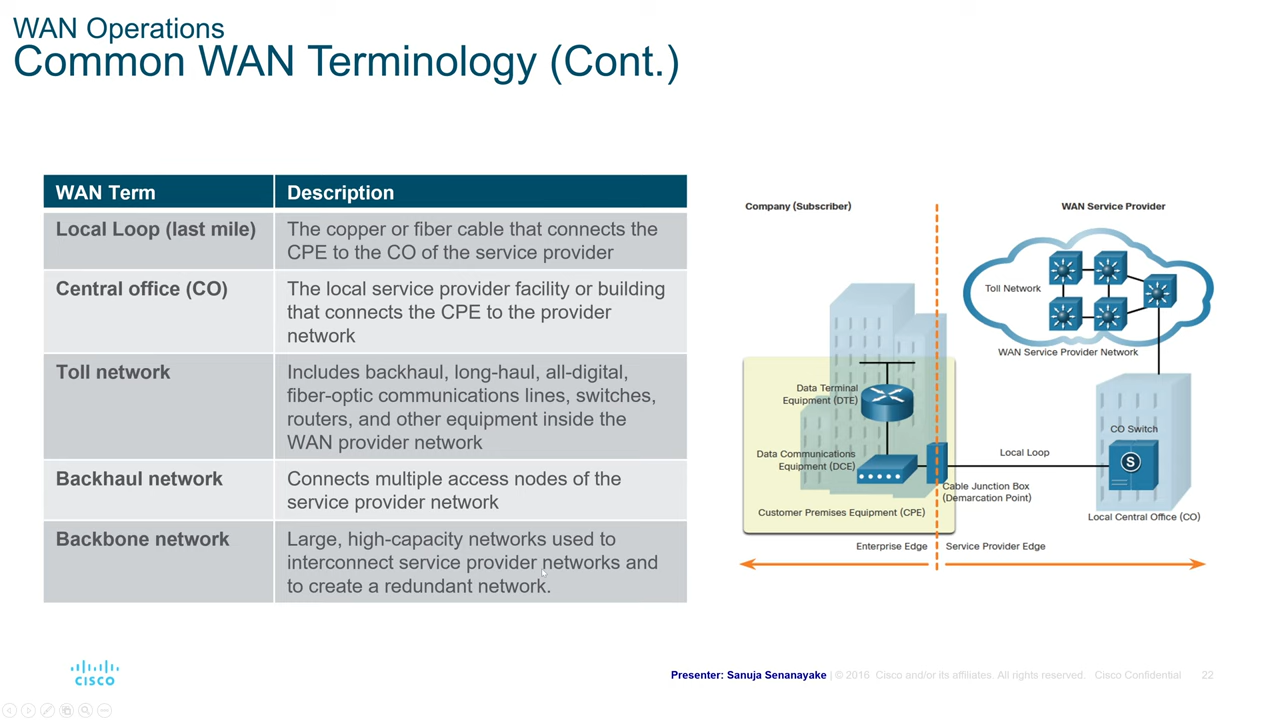 WAN Operations
Common WAN Terminology (Cont.)
WAN Term
Description
Local Loop (last mile)
The copper or fiber cable that connects the
CPE to the CO of the service provider
Central office (CO)
The local service provider facility or building
that connects the CPE to the provider
network
Toll network
Includes backhaul, long-haul, all-digital,
fiber-optic communications lines, switches,
routers, and other equipment inside the
WAN provider network
Backhaul network
Connects multiple access nodes of the
service provider network
Backbone network
Large, high-capacity networks used to
interconnect service provider networks and
to create a redundant network.
Company (Subscriber)
WAN Service Provider
Toll Network
WAN Service Provider Network
Data Terminal
Equipment (DTE)
CO Switch
S
Data Communications
Equipment (DCE)
Local Loop
Cable Junction Box
(Demarcation Point)
Customer Premises Equipment (CPE)
Local Central Office (CO)
Enterprise Edge
Service Provider Edge
CISCO
Presenter: Sanuja Senanayake | © 2016 Cisco and/or its affiliates. All rights reserved. Cisco Confidential
22